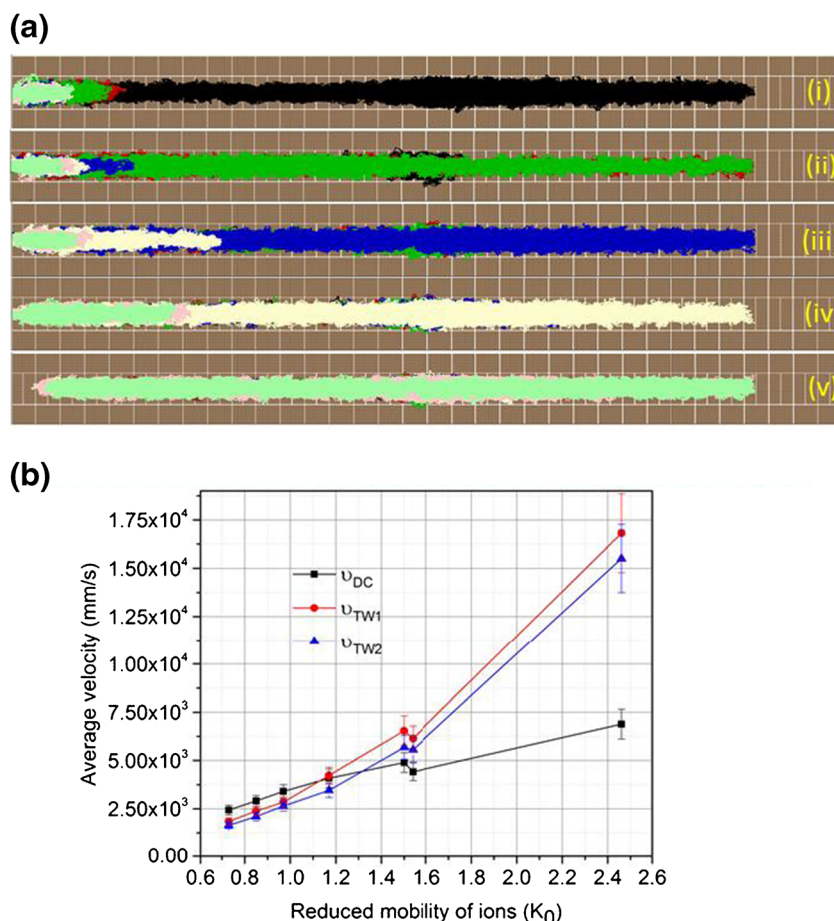 (a)
(i)
(ii)
(iii
(iv
(v)
(b)
1.75x10⁴
1.50x10⁴
1.25x10⁴
1.00x10⁴
7.50x10³
5.00x10³
2.50x10³
0.00
Average velocity (mm/s)
υDC
υTW1
υTW2
0.6 0.8 1.0 1.2 1.4 1.6 1.8 2.0 2.2 2.4 2.6
Reduced mobility of ions (K₀)